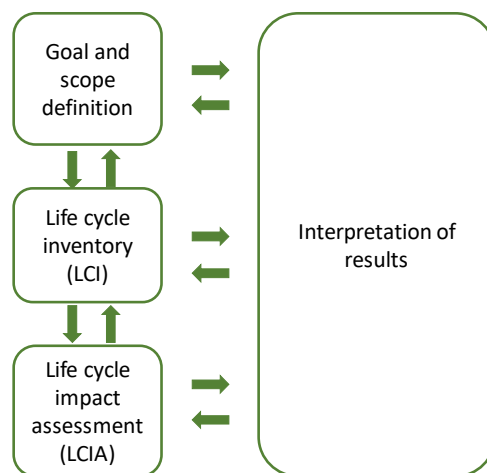 Goal and
scope
definition
Life cycle
inventory
(LCI)
Life cycle
impact
assessment
(LCIA)
Interpretation of
results